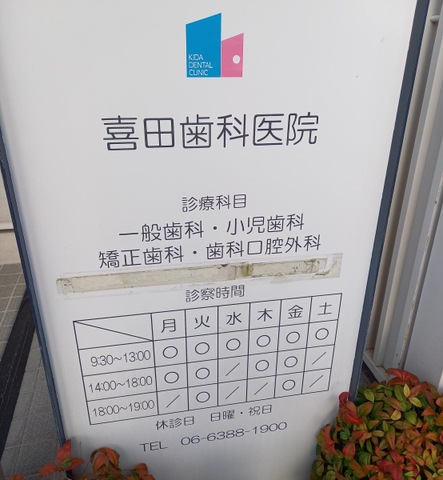 KIDA
DENTAL
CLINIC
喜田歯科医院
診療科目
一般歯科・小児歯科
矯正歯科・歯科口腔外科
診察時間
月 火 水 木 金 土
9:30~13:00 ○ ○ ○ ○ ○ ○
14:00~18:00 ○ ○ ／ ○ ○ ／
18:00~19:00 ／ ○ ／ ／ ○ ／
休診日 日曜・祝日
TEL 06-6388-1900